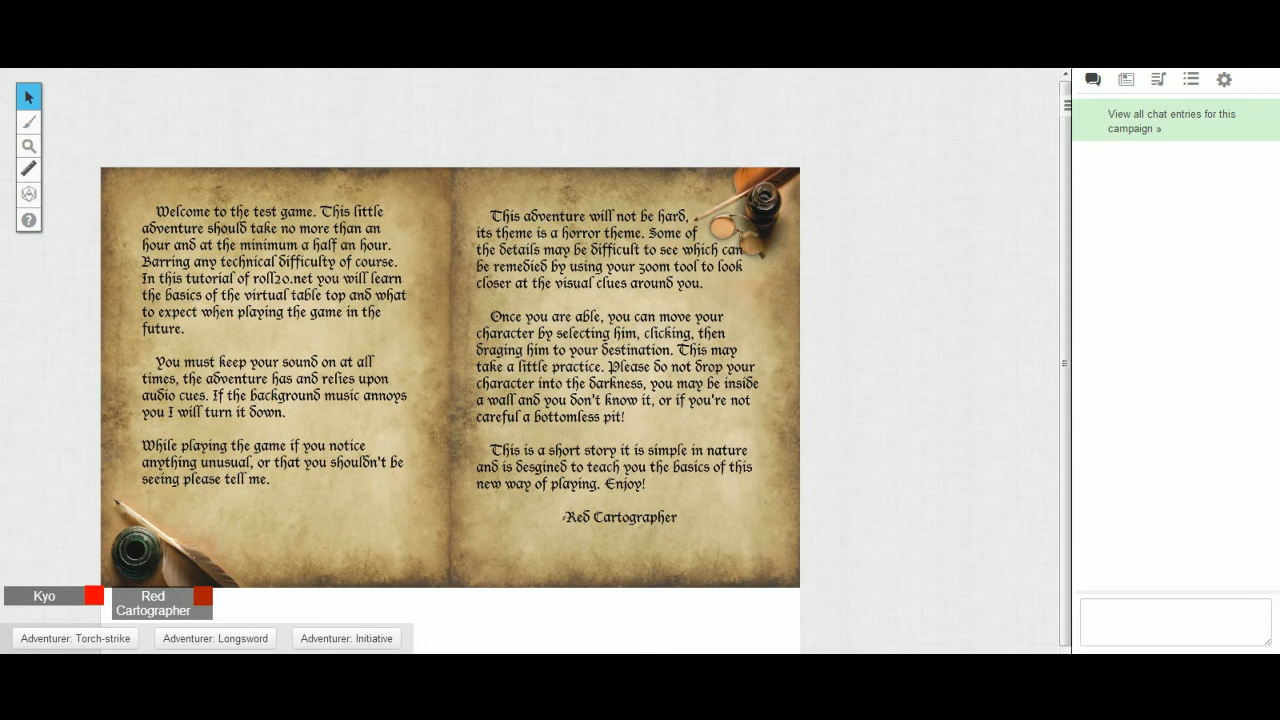 View all chat entries for this
campaign »
Welcome to the test game. This little
adventure should take no more than an
hour and at the minimum a half an hour.
Barring any technical difficulty of course.
In this tutorial of roll20.net you will learn
the basics of the virtual table top and what
to expect when playing the game in the
future.
You must keep your sound on at all
times, the adventure has and relies upon
audio cues. If the background music annoys
you I will turn it down.
While playing the game if you notice
anything unusual, or that you shouldn't be
seeing please tell me.
This adventure will not be hard,
its theme is a horror theme. Some of
the details may be difficult to see which can
be remedied by using your zoom tool to look
closer at the visual clues around you.
Once you are able, you can move your
character by selecting him, clicking, then
draging him to your destination. This may
take a little practice. Please do not drop your
character into the darkness, you may be inside
a wall and you don't know it, or if you're not
careful a bottomless pit!
This is a short story it is simple in nature
and is desgined to teach you the basics of this
new way of playing. Enjoy!
-Red Cartographer
Kyo
Red
Cartographer
Adventurer: Torch-strike
Adventurer: Longsword
Adventurer: Initiative